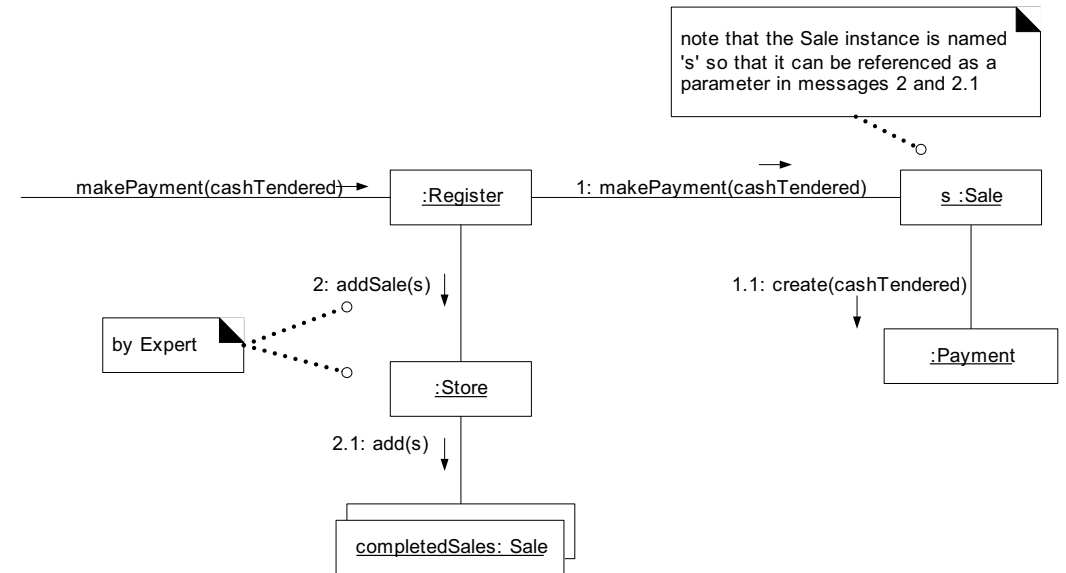 note that the Sale instance is named
's' so that it can be referenced as a
parameter in messages 2 and 2.1
makePayment(cashTendered)
:Register
1: makePayment(cashTendered)
s :Sale
2: addSale(s)
1.1: create(cashTendered)
by Expert
:Payment
:Store
2.1: add(s)
completedSales: Sale